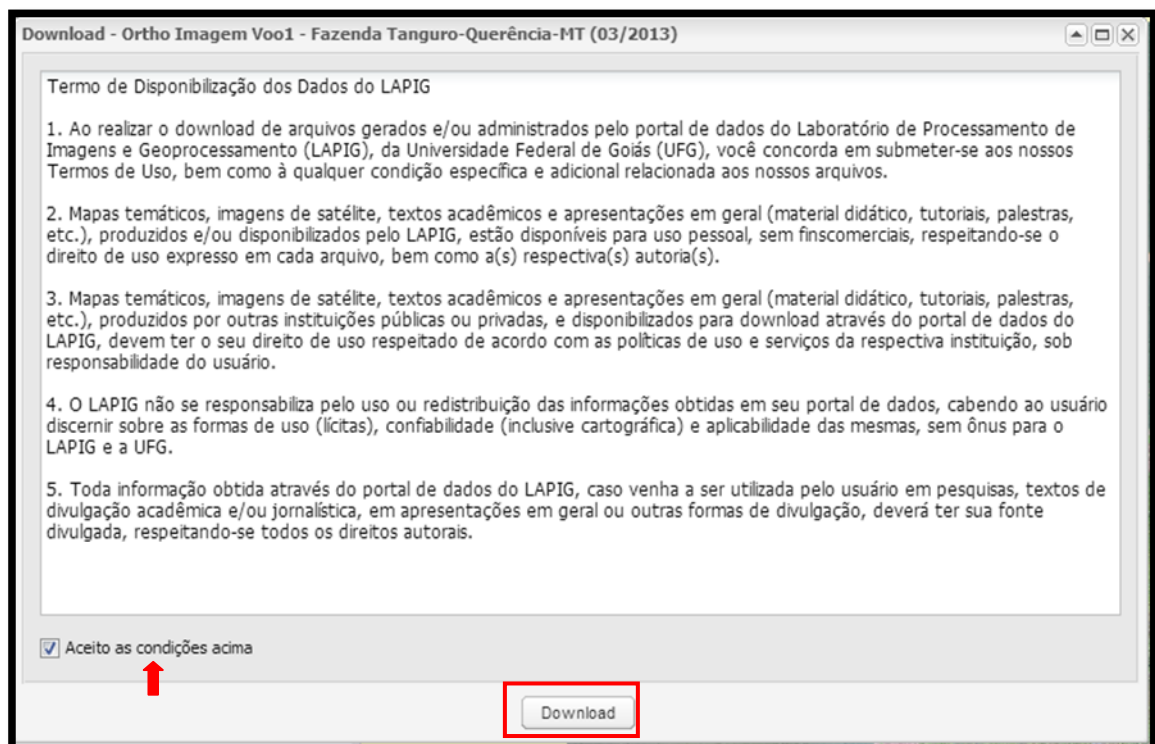 Download - Ortho Imagem Voo1 - Fazenda Tanguro-Querência-MT (03/2013)
Termo de Disponibilização dos Dados do LAPIG
1. Ao realizar o download de arquivos gerados e/ou administrados pelo portal de dados do Laboratório de Processamento de
Imagens e Geoprocessamento (LAPIG), da Universidade Federal de Goiás (UFG), você concorda em submeter-se aos nossos
Termos de Uso, bem como à qualquer condição específica e adicional relacionada aos nossos arquivos.
2. Mapas temáticos, imagens de satélite, textos acadêmicos e apresentações em geral (material didático, tutoriais, palestras,
etc.), produzidos e/ou disponibilizados pelo LAPIG, estão disponíveis para uso pessoal, sem finscomerciais, respeitando-se o
direito de uso expresso em cada arquivo, bem como a(s) respectiva(s) autoria(s).
3. Mapas temáticos, imagens de satélite, textos acadêmicos e apresentações em geral (material didático, tutoriais, palestras,
etc.), produzidos por outras instituições públicas ou privadas, e disponibilizados para download através do portal de dados do
LAPIG, devem ter o seu direito de uso respeitado de acordo com as políticas de uso e serviços da respectiva instituição, sob
responsabilidade do usuário.
4. O LAPIG não se responsabiliza pelo uso ou redistribuição das informações obtidas em seu portal de dados, cabendo ao usuário
discernir sobre as formas de uso (lícitas), confiabilidade (inclusive cartográfica) e aplicabilidade das mesmas, sem ônus para o
LAPIG e a UFG.
5. Toda informação obtida através do portal de dados do LAPIG, caso venha a ser utilizada pelo usuário em pesquisas, textos de
divulgação acadêmica e/ou jornalística, em apresentações em geral ou outras formas de divulgação, deverá ter sua fonte
divulgada, respeitando-se todos os direitos autorais.
Aceito as condições acima
Download